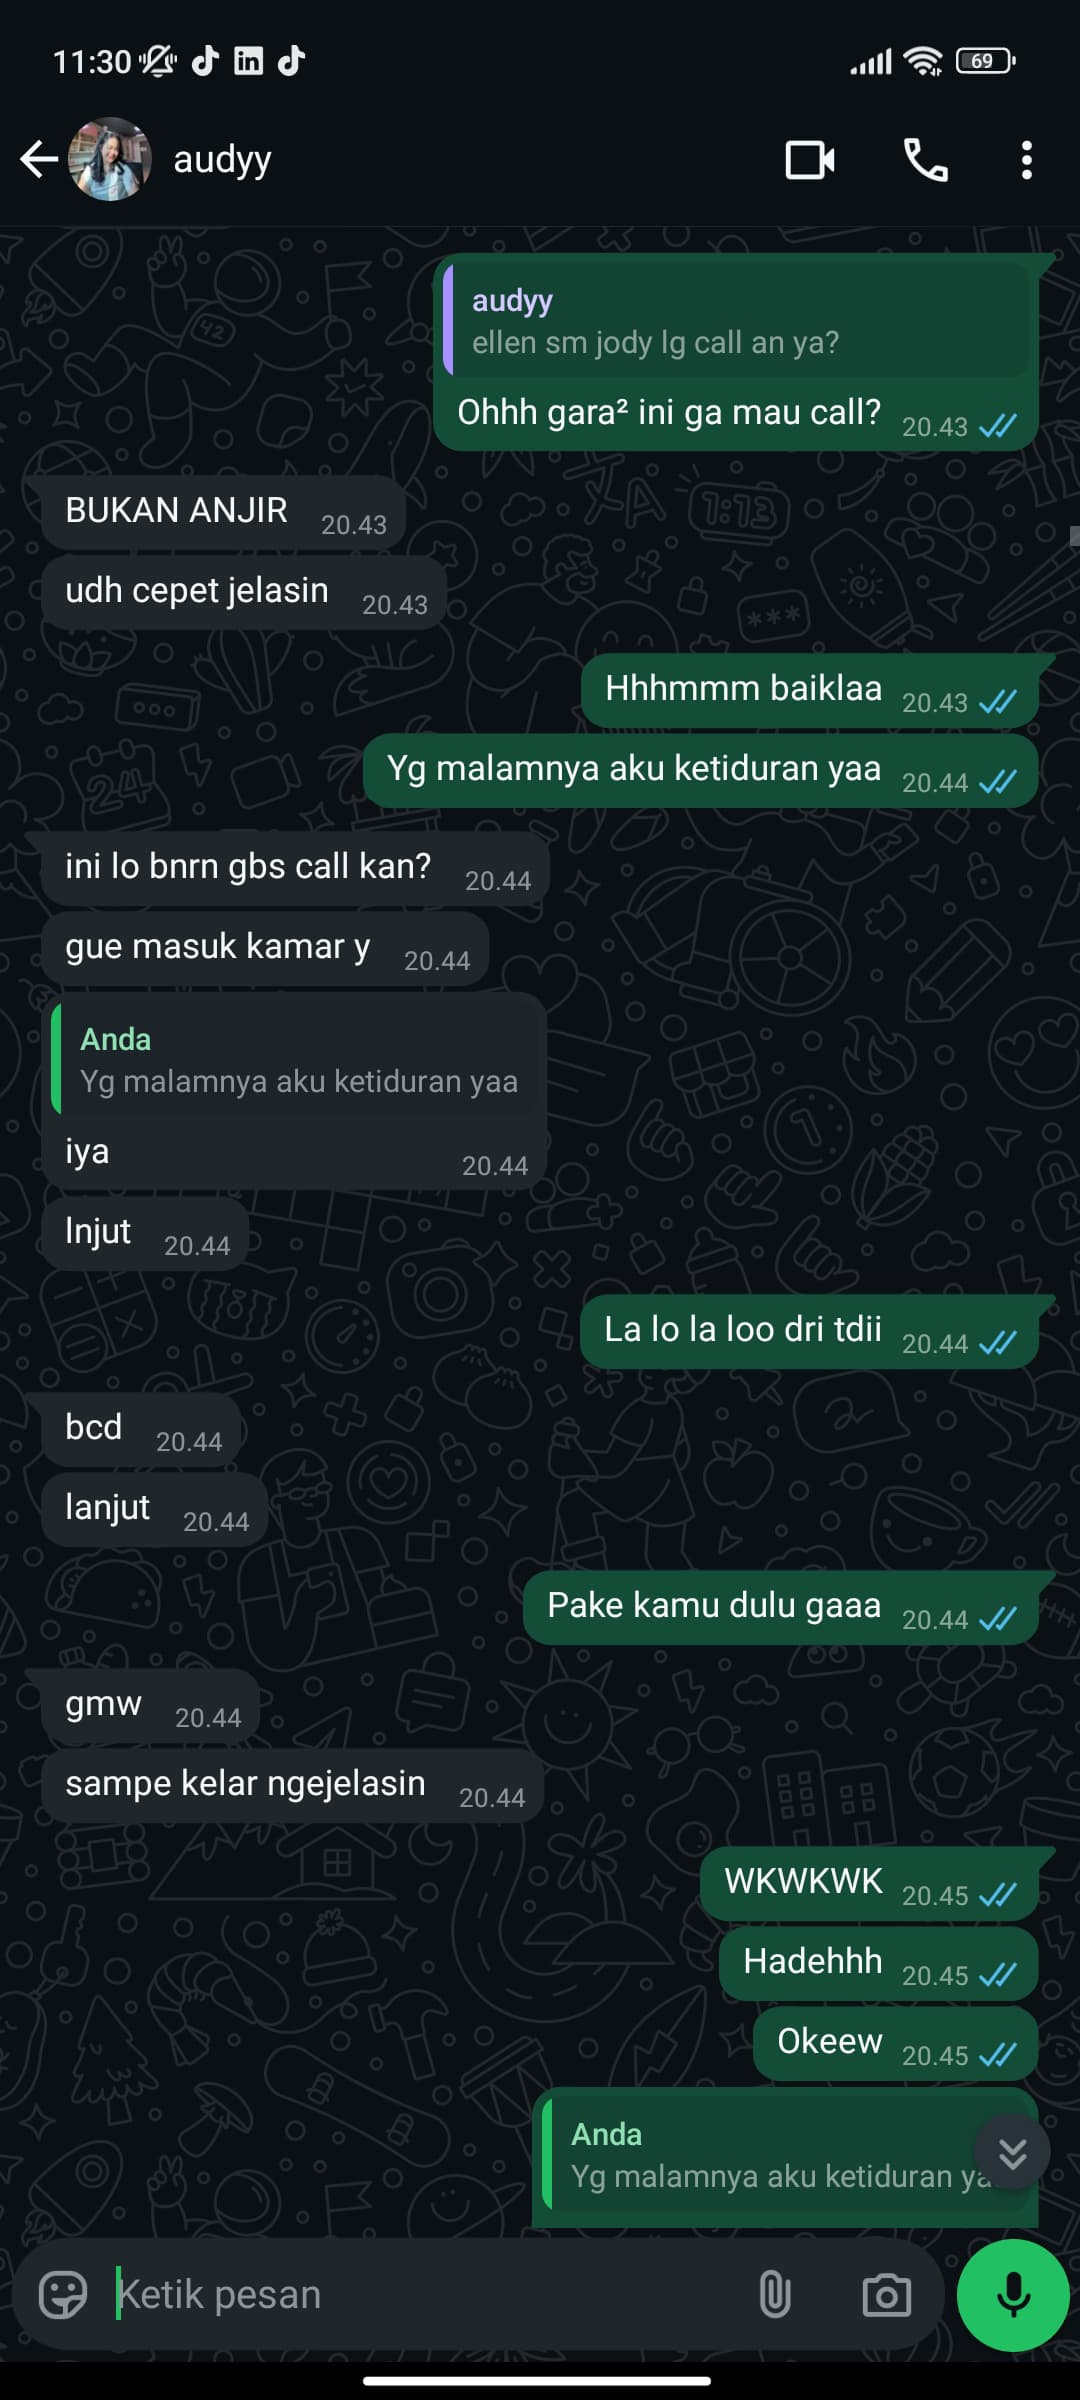 11:30
69
audyy
audyy
ellen sm jody lg call an ya?
Ohhh gara² ini ga mau call? 20.43
BUKAN ANJIR 20.43
udh cepet jelasin 20.43
Hhhmmm baiklaa 20.43
Yg malamnya aku ketiduran yaa 20.44
ini lo bnrn gbs call kan? 20.44
gue masuk kamar y 20.44
Anda
Yg malamnya aku ketiduran yaa
iya 20.44
lnjut 20.44
La lo la loo dri tdii 20.44
bcd 20.44
lanjut 20.44
Pake kamu dulu gaaa 20.44
gmw 20.44
sampe kelar ngejelasin 20.44
WKWKWK 20.45
Hadehhh 20.45
Okeew 20.45
Anda
Yg malamnya aku ketiduran ya
Ketik pesan